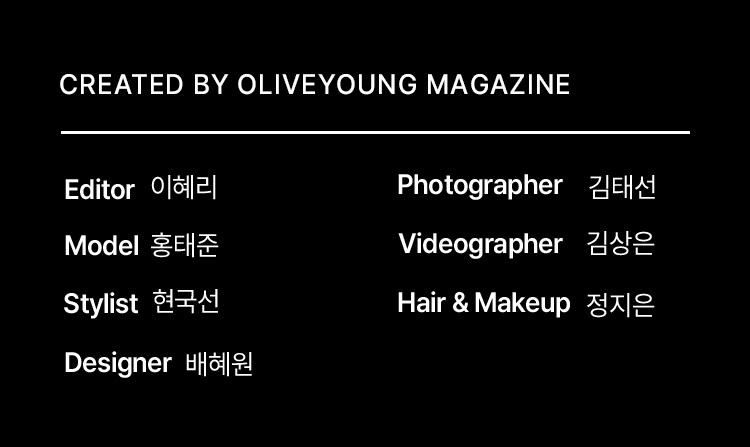 CREATED BY OLIVEYOUNG MAGAZINE
Editor 이혜리
Photographer 김태선
Model 홍태준
Videographer 김상은
Stylist 현국선
Hair & Makeup 정지은
Designer 배혜원